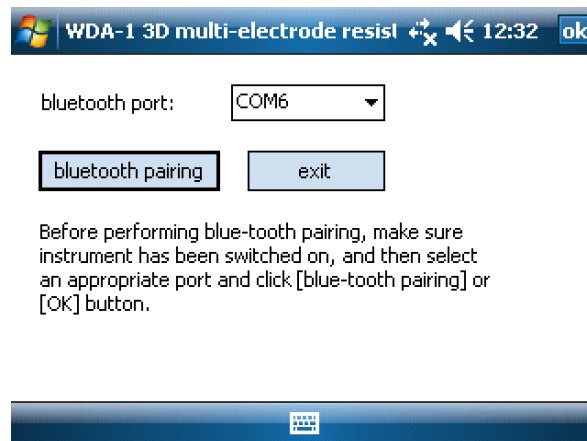 WDA-1 3D multi-electrode resist 12:32 ok
bluetooth port: COM6
bluetooth pairing exit
Before performing blue-tooth pairing, make sure
instrument has been switched on, and then select
an appropriate port and click [blue-tooth pairing] or
[OK] button.